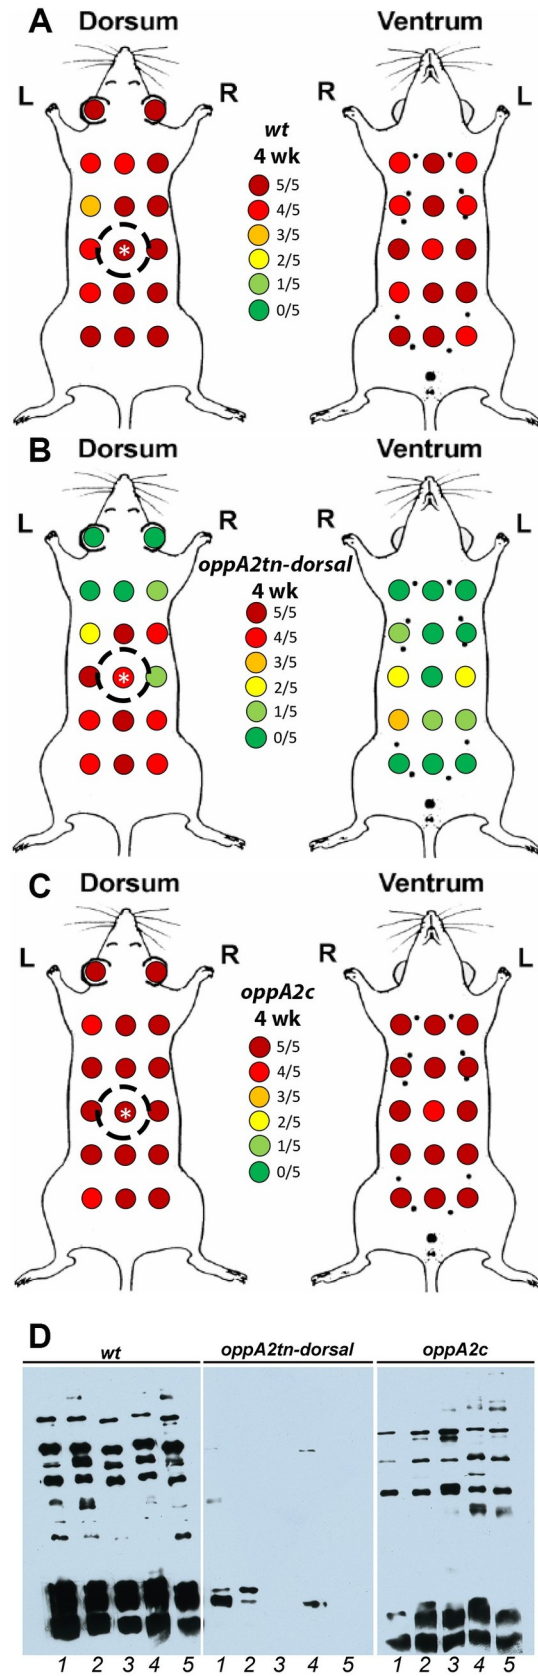 A
Dorsum
Ventrum
L
R
R
L
wt
4 wk
5/5
4/5
3/5
2/5
1/5
0/5
*
B
Dorsum
Ventrum
L
R
R
L
oppA2tn-dorsal
4 wk
5/5
4/5
3/5
2/5
1/5
0/5
*
C
Dorsum
Ventrum
L
R
R
L
oppA2c
4 wk
5/5
4/5
3/5
2/5
1/5
0/5
*
D
wt oppA2tn-dorsal oppA2c
1 2 3 4 5 1 2 3 4 5 1 2 3 4 5